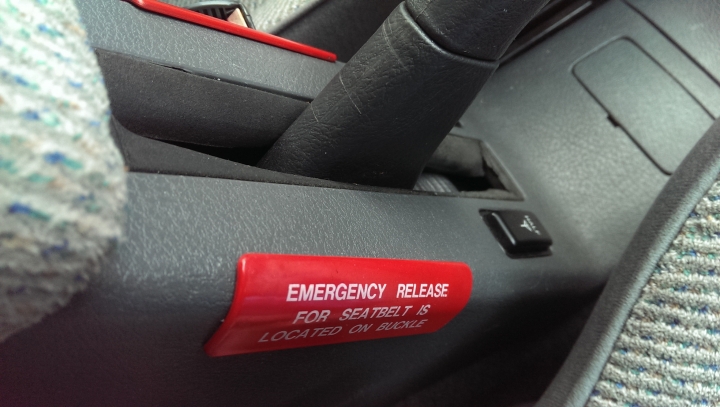 EMERGENCY RELEASE
FOR SEATBELT IS
LOCATED ON BUCKLE